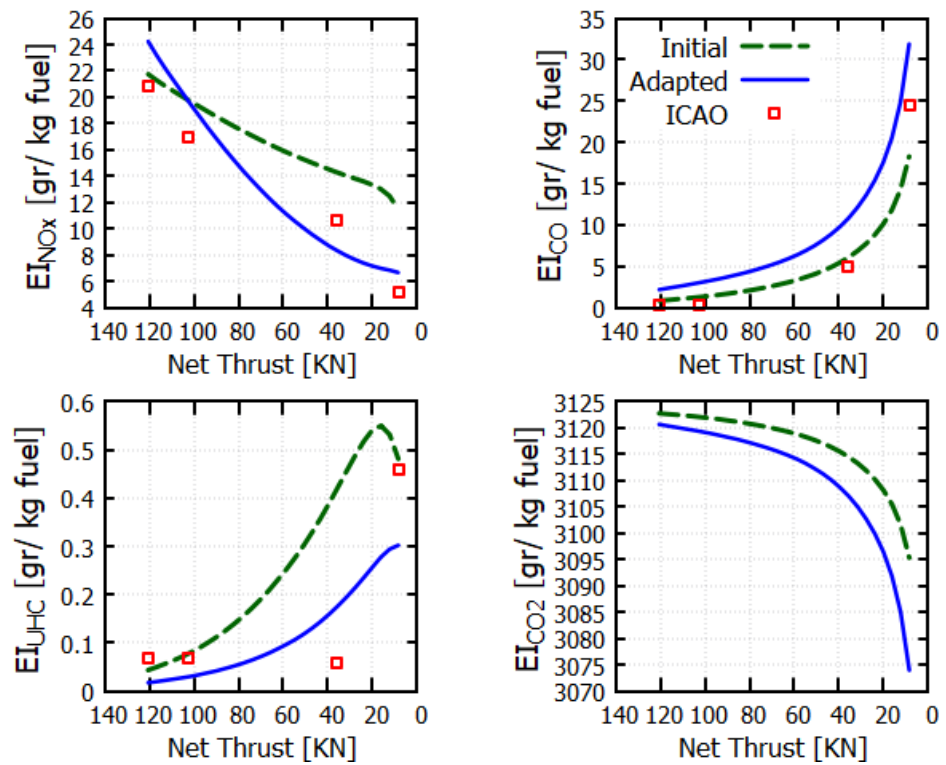 EI_NOx [gr/ kg fuel]
26
24
22
20
18
16
14
12
10
8
6
4
140 120 100 80 60 40 20 0
Net Thrust [KN]
EI_CO [gr/ kg fuel]
35
30
25
20
15
10
5
0
Initial
Adapted
ICAO
140 120 100 80 60 40 20 0
Net Thrust [KN]
EI_UHC [gr/ kg fuel]
0.6
0.5
0.4
0.3
0.2
0.1
0
140 120 100 80 60 40 20 0
Net Thrust [KN]
EI_CO2 [gr/ kg fuel]
3125
3120
3115
3110
3105
3100
3095
3090
3085
3080
3075
3070
140 120 100 80 60 40 20 0
Net Thrust [KN]